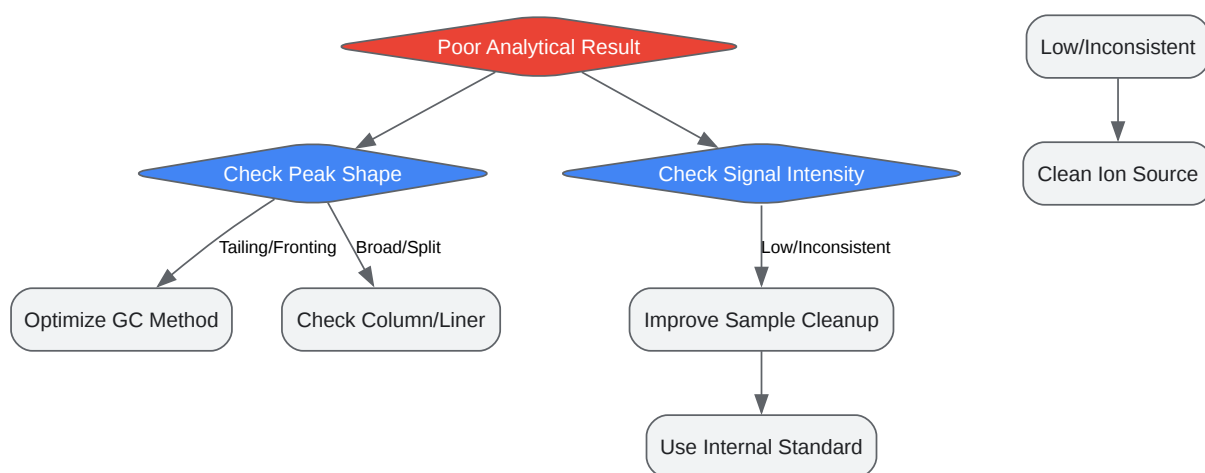 Poor Analytical Result
Low/Inconsistent
Check Peak Shape
Check Signal Intensity
Clean Ion Source
Tailing/Fronting
Broad/Split
Low/Inconsistent
Optimize GC Method
Check Column/Liner
Improve Sample Cleanup
Use Internal Standard